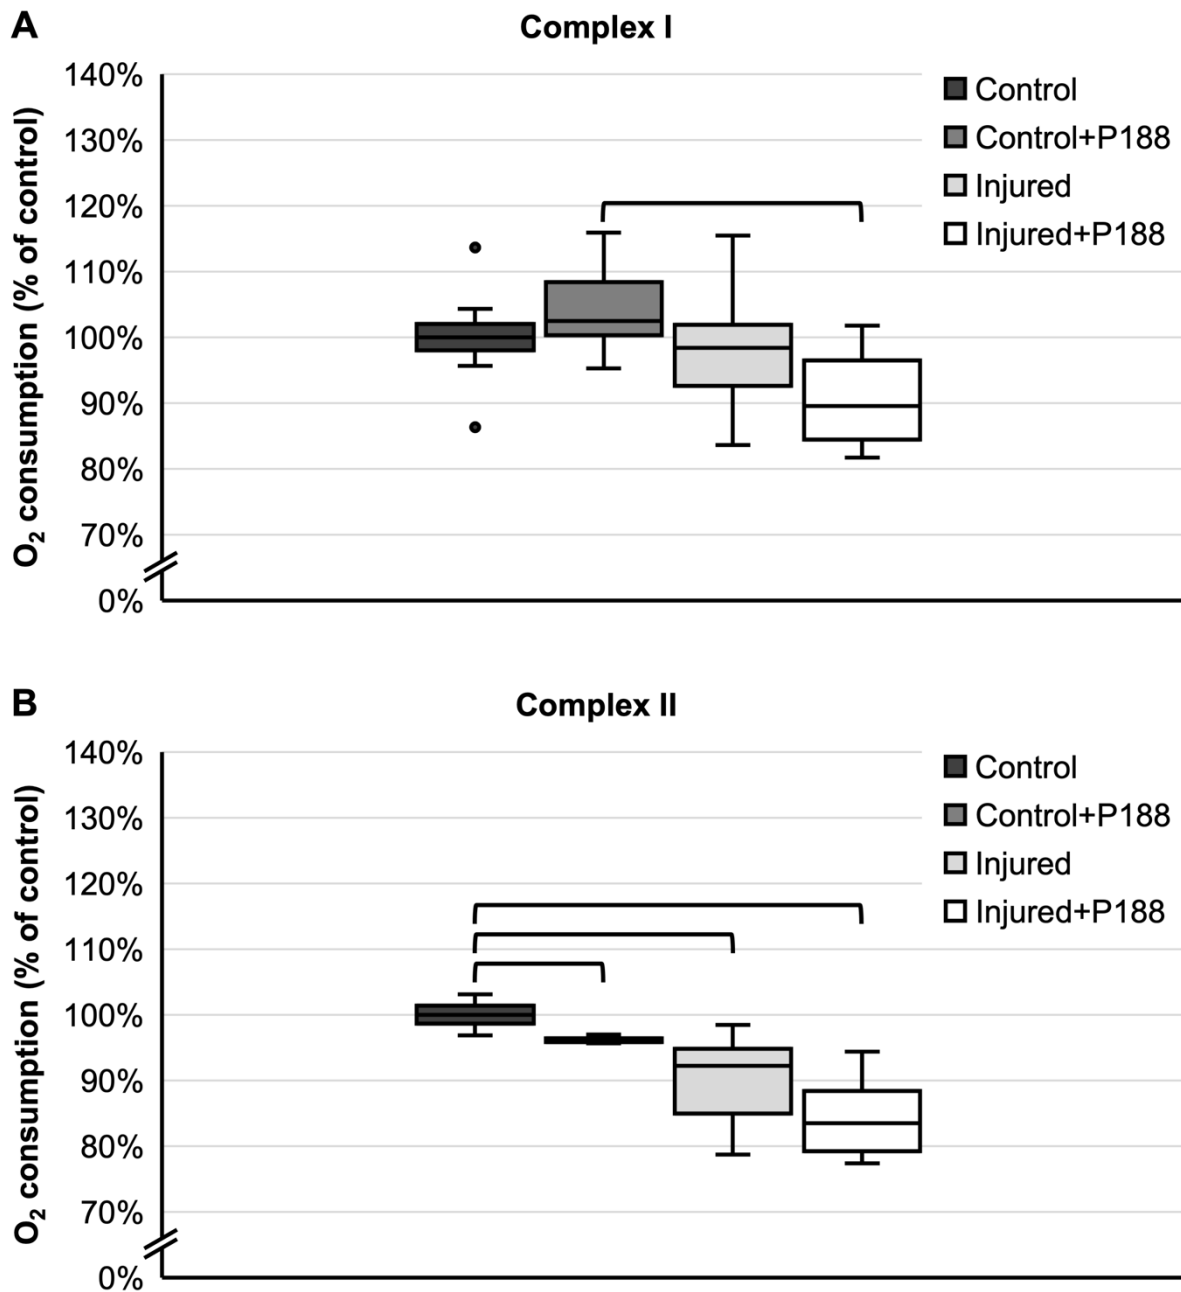 A
Complex I
O₂ consumption (% of control)
140%
130%
120%
110%
100%
90%
80%
70%
0%
Control
Control+P188
Injured
Injured+P188
B
Complex II
O₂ consumption (% of control)
140%
130%
120%
110%
100%
90%
80%
70%
0%
Control
Control+P188
Injured
Injured+P188